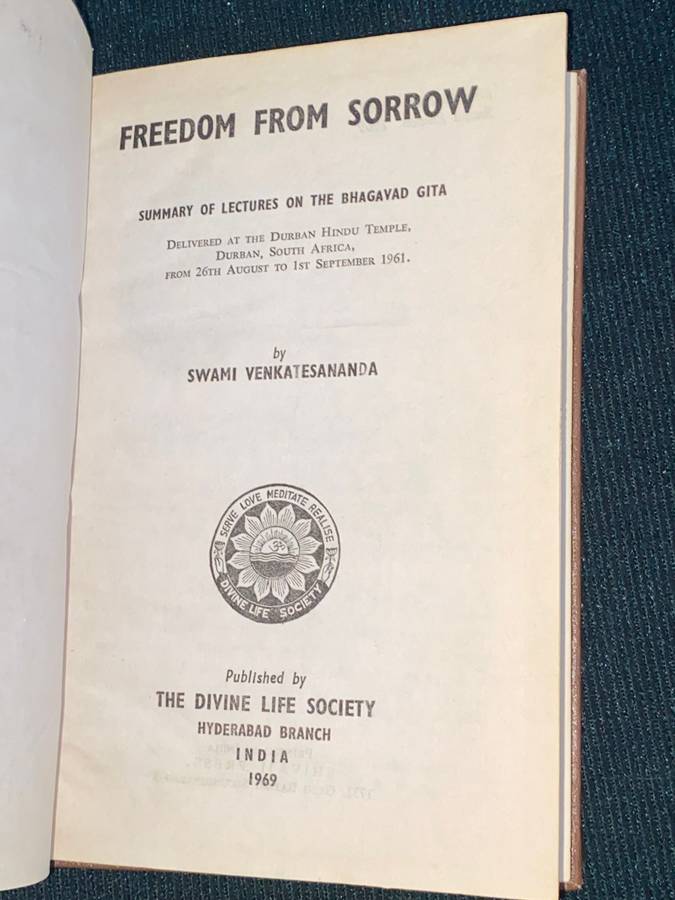 FREEDOM FROM SORROW
SUMMARY OF LECTURES ON THE BHAGAVAD GITA
DELIVERED AT THE DURBAN HINDU TEMPLE,
DURBAN, SOUTH AFRICA,
FROM 26TH AUGUST TO 1ST SEPTEMBER 1961.
by
SWAMI VENKATESANANDA
SERVE LOVE MEDITATE REALISE
ॐ
DIVINE LIFE SOCIETY
Published by
THE DIVINE LIFE SOCIETY
HYDERABAD BRANCH
INDIA
1969